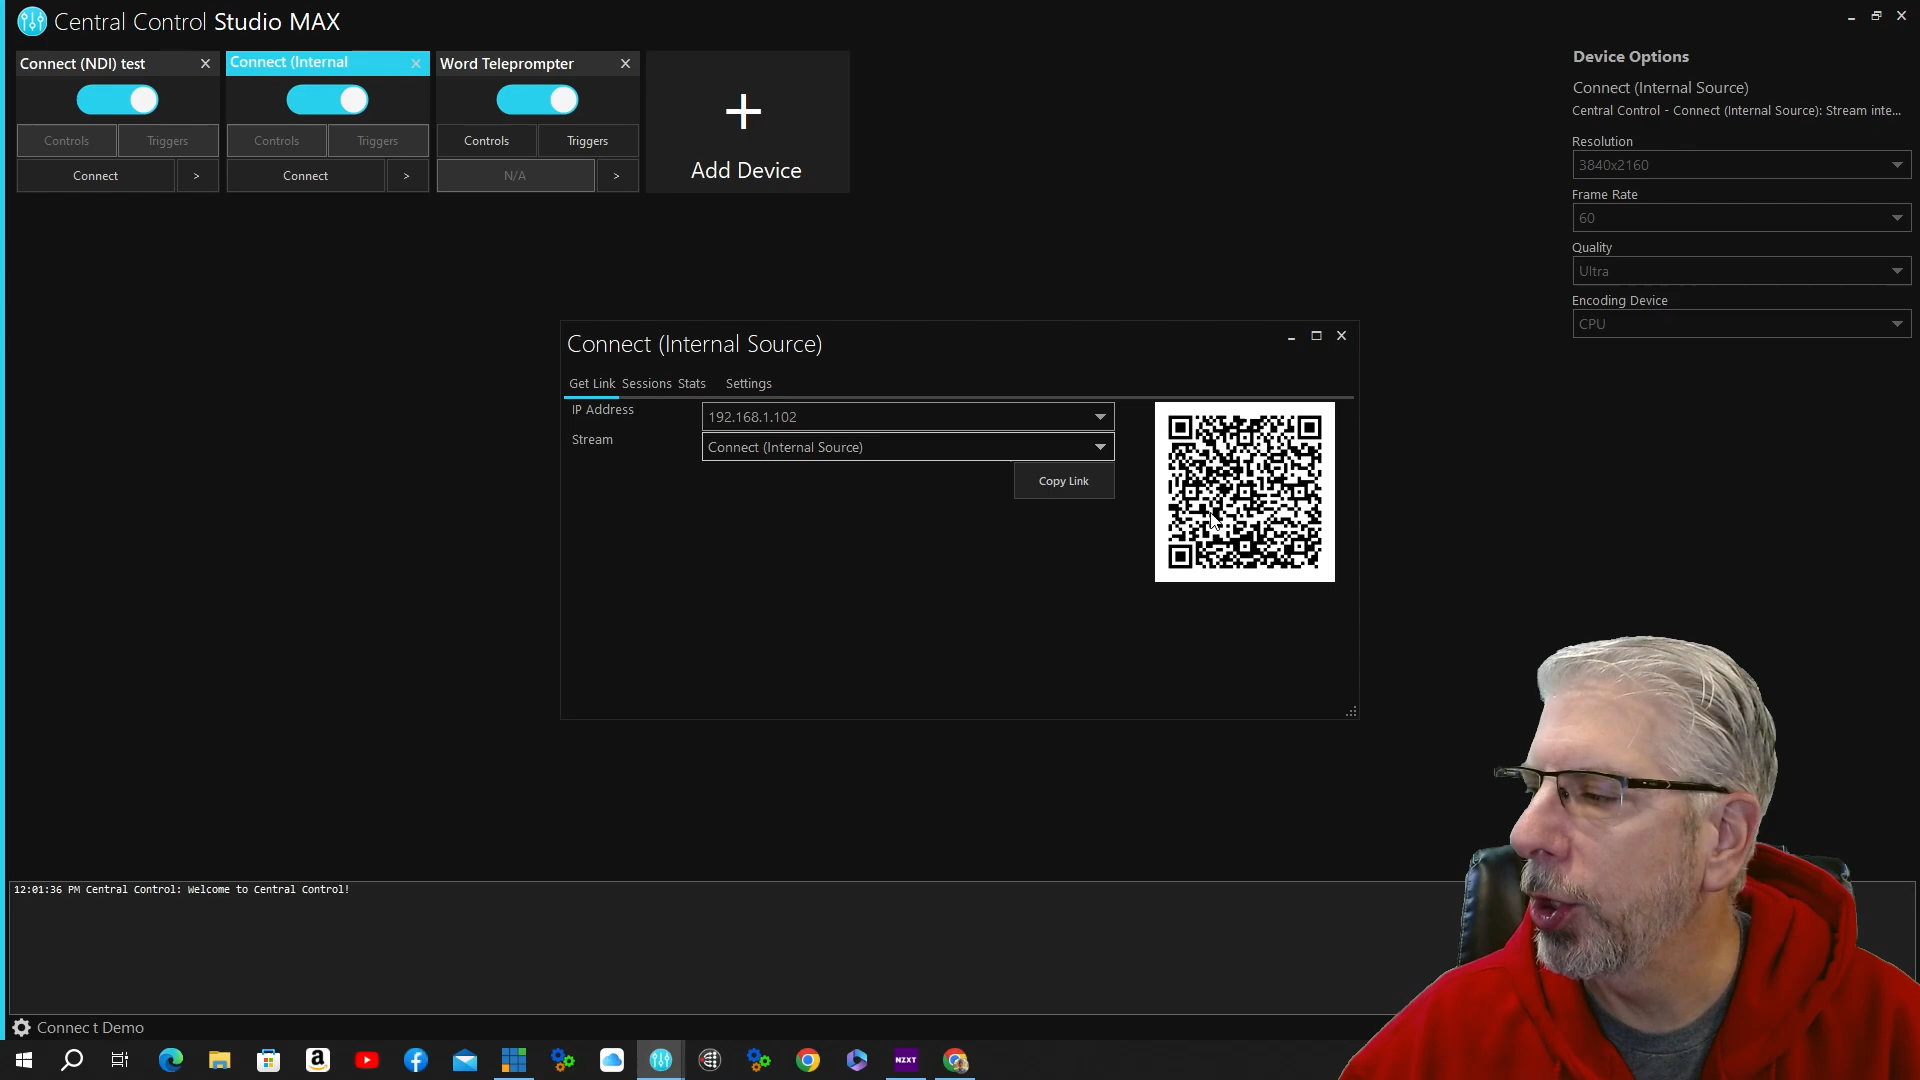 Central Control Studio MAX
Connect (NDI) test
Connect (Internal
Word Teleprompter
Controls
Triggers
Controls
Triggers
Controls
Triggers
Connect
>
Connect
>
N/A
>
Add Device
Device Options
Connect (Internal Source)
Central Control - Connect (Internal Source): Stream inte...
Resolution
3840x2160
Frame Rate
60
Quality
Ultra
Encoding Device
CPU
Connect (Internal Source)
Get Link
Sessions
Stats
Settings
IP Address
192.168.1.102
Stream
Connect (Internal Source)
Copy Link
12:01:36 PM Central Control: Welcome to Central Control!
Connec t Demo
NZXT